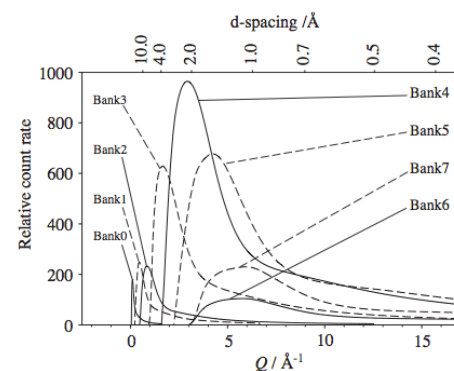 d-spacing /Å
10.0 4.0 2.0 1.0 0.7 0.5 0.4
1000
800
600
400
200
0
Relative count rate
Bank3
Bank2
Bank1
Bank0
Bank4
Bank5
Bank7
Bank6
0 5 10 15
Q / Å⁻¹